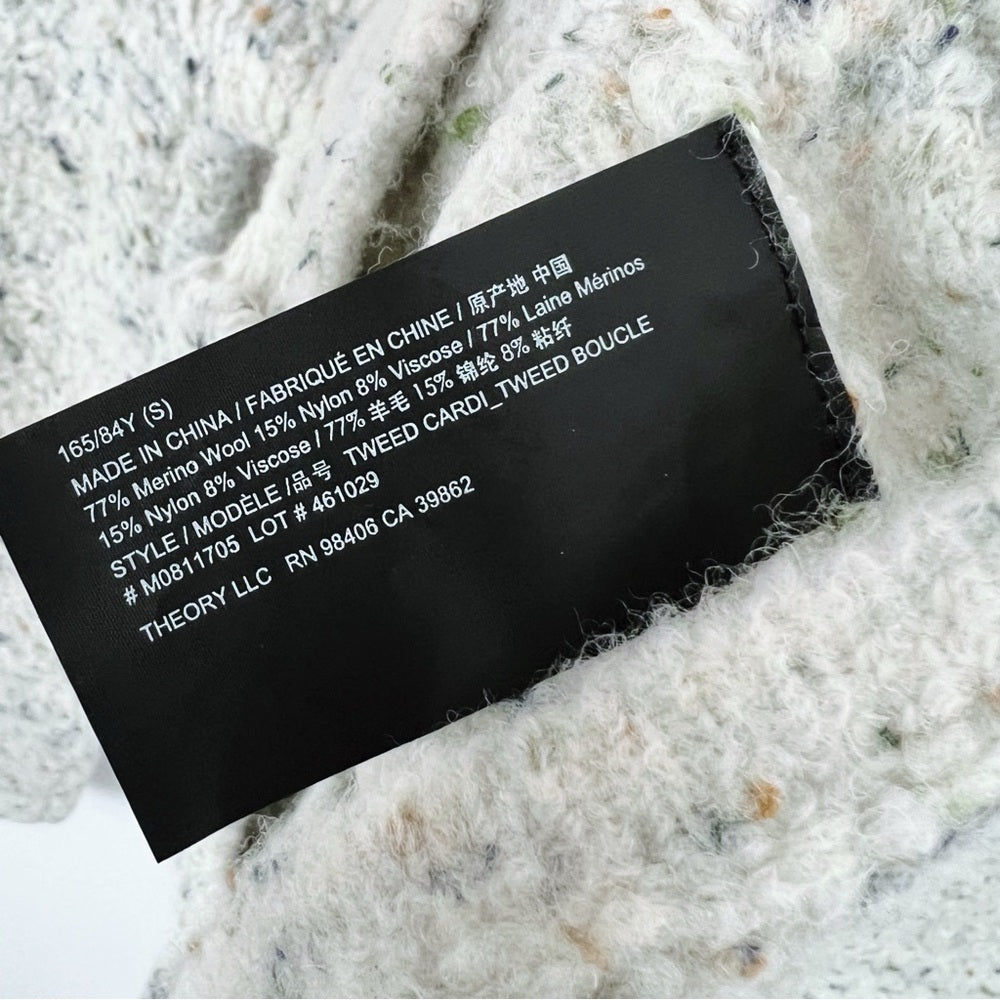 165/84Y (S)
MADE IN CHINA / FABRIQUÉ EN CHINE / 原产地 中国
77% Merino Wool 15% Nylon 8% Viscose / 77% Laine Mérinos
15% Nylon 8% Viscose / 77% 羊毛 15% 锦纶 8% 粘纤
STYLE / MODÈLE /品号 TWEED CARDI_TWEED BOUCLE
# M0811705 LOT # 461029
THEORY LLC RN 98406 CA 39862